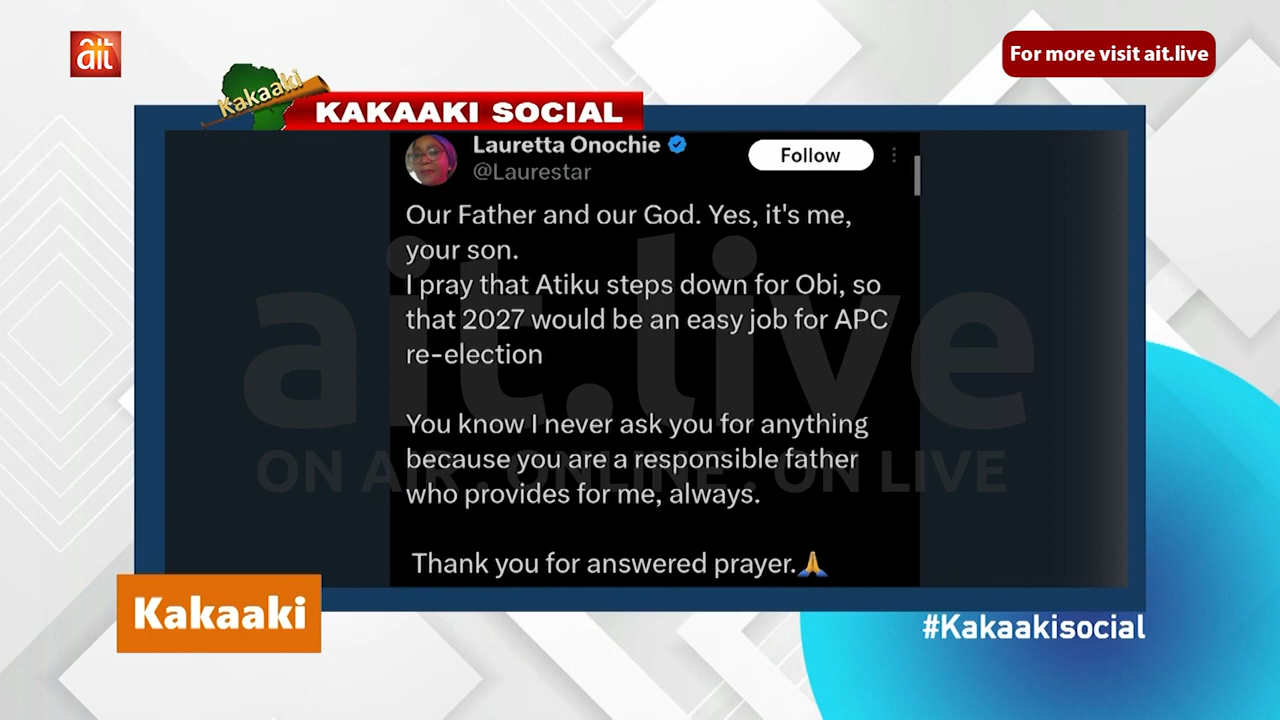 ait
For more visit ait.live
Kakaaki
KAKAAKI SOCIAL
Lauretta Onochie
@Laurestar
Follow
Our Father and our God. Yes, it's me,
your son.
I pray that Atiku steps down for Obi, so
that 2027 would be an easy job for APC
re-election
You know I never ask you for anything
because you are a responsible father
who provides for me, always.
Thank you for answered prayer.🙏
ait.live
ON AIR . ONLINE . ON LIVE
Kakaaki
#Kakaakisocial